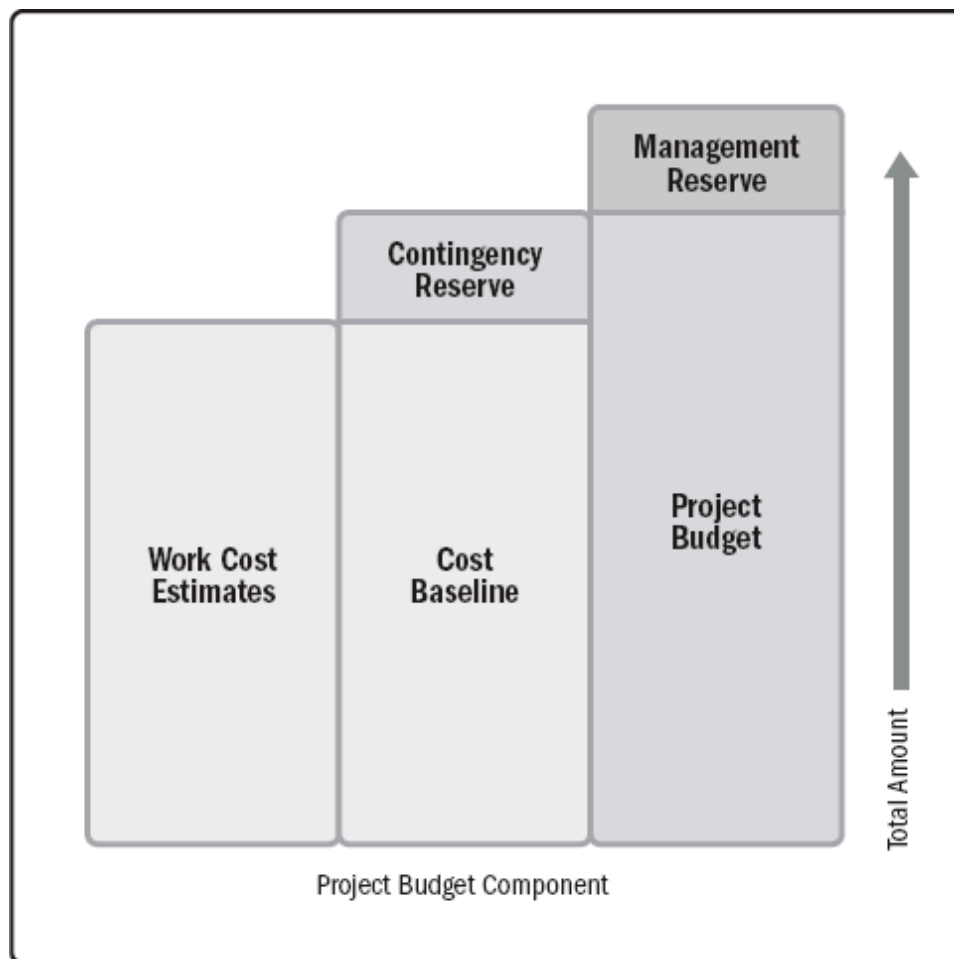 Management
Reserve
Contingency
Reserve
Work Cost
Estimates
Cost
Baseline
Project
Budget
Total Amount
Project Budget Component